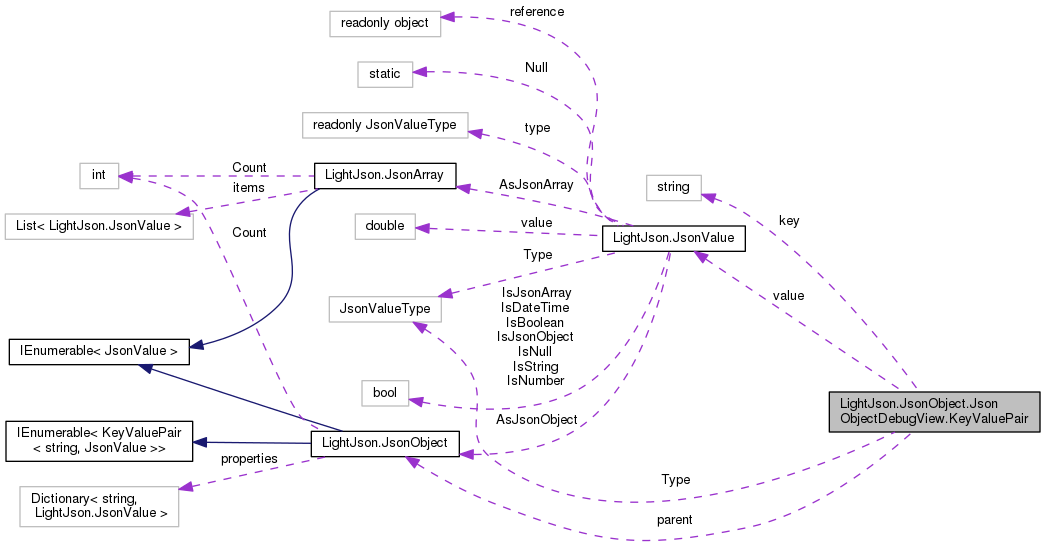 reference
readonly object
Null
static
type
readonly JsonValueType
Count
int
LightJson.JsonArray
AsJsonArray
string
items
key
List< LightJson.JsonValue >
value
double
Count
LightJson.JsonValue
Type
IsJsonArray
IsDateTime
IsBoolean
IsJsonObject
IsNull
IsString
IsNumber
value
JsonValueType
IEnumerable< JsonValue >
bool
LightJson.JsonObject.Json
ObjectDebugView.KeyValuePair
AsJsonObject
IEnumerable< KeyValuePair
< string, JsonValue >>
LightJson.JsonObject
properties
Type
Dictionary< string,
LightJson.JsonValue >
parent